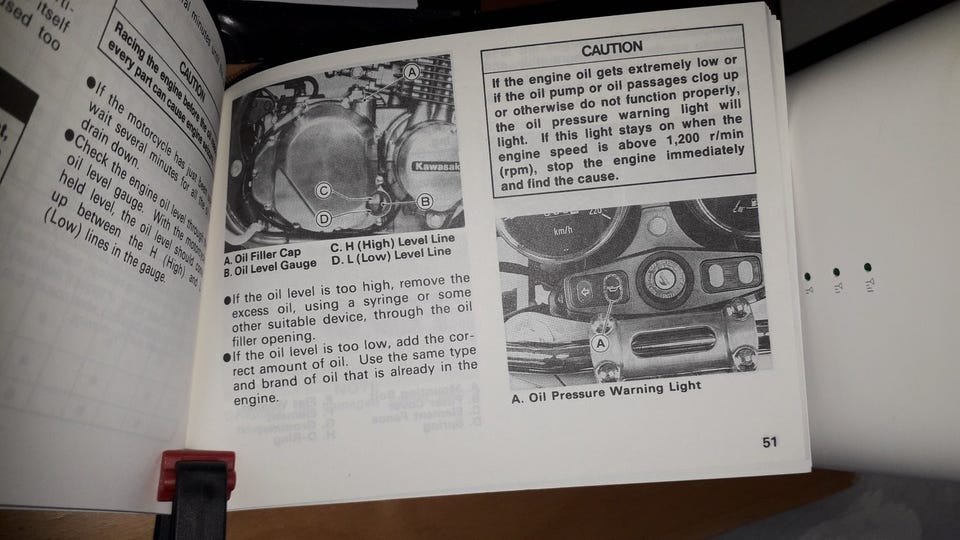 itself
used too
several minutes
CAUTION
Racing the engine before the oil
every part can cause engine
●If the motorcycle has just been
wait several minutes for all the
drain down.
●Check the engine oil level through
oil level gauge. With the
held level, the oil level should
up between the H (High) and
(Low) lines in the gauge.
A
Kawasaki
C
B
D
A. Oil Filler Cap
B. Oil Level Gauge
C. H (High) Level Line
D. L (Low) Level Line
●If the oil level is too high, remove the
excess oil, using a syringe or some
other suitable device, through the oil
filler opening.
●If the oil level is too low, add the cor-
rect amount of oil. Use the same type
and brand of oil that is already in the
engine.
CAUTION
If the engine oil gets extremely low or
if the oil pump or oil passages clog up
or otherwise do not function properly,
the oil pressure warning light will
light. If this light stays on when the
engine speed is above 1,200 r/min
(rpm), stop the engine immediately
and find the cause.
220
km/h
A
A. Oil Pressure Warning Light
51